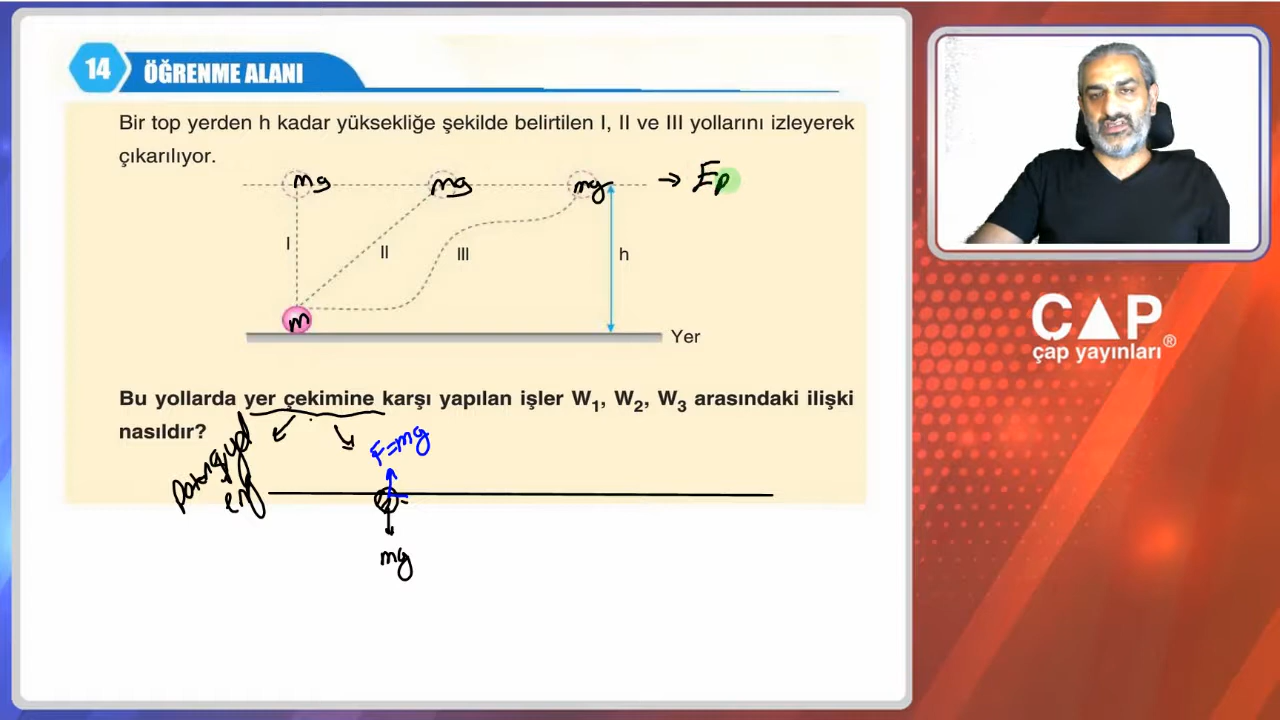 14 ÖĞRENME ALANI
Bir top yerden h kadar yüksekliğe şekilde belirtilen I, II ve III yollarını izleyerek
çıkarılıyor.
mg mg mg → Ep
I II III h
m
Yer
Bu yollarda yer çekimine karşı yapılan işler W₁, W₂, W₃ arasındaki ilişki
nasıldır?
F=mg
en
mg
ÇAP
çap yayınları®